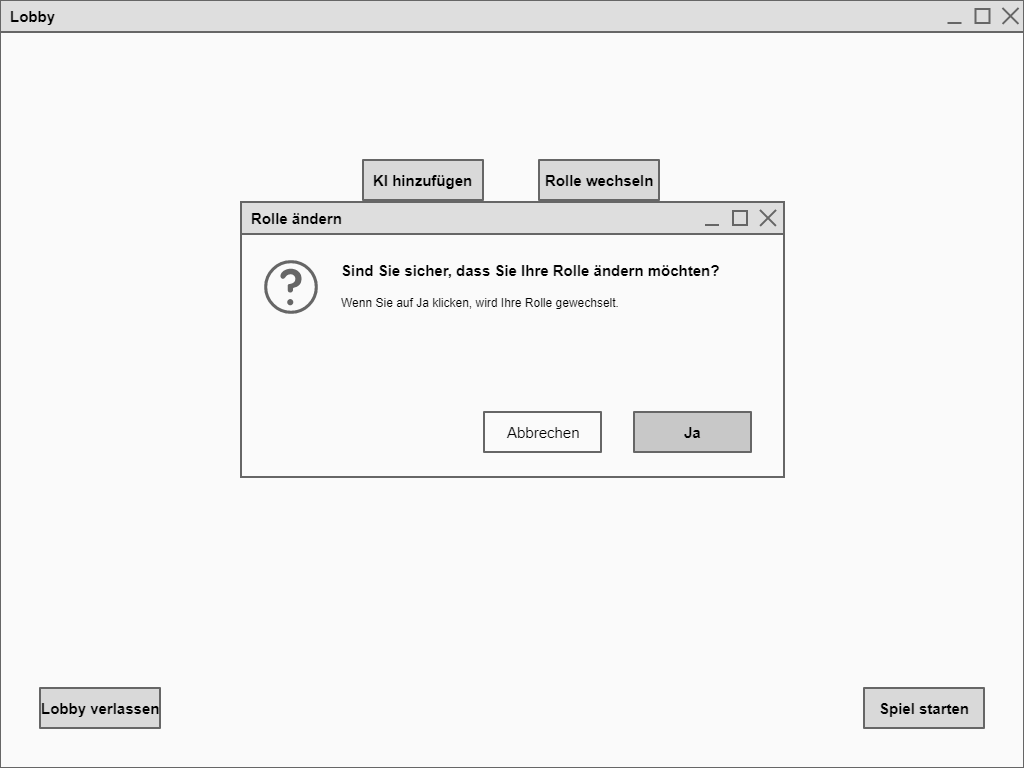 Lobby
KI hinzufügen
Rolle wechseln
Rolle ändern
Sind Sie sicher, dass Sie Ihre Rolle ändern möchten?
Wenn Sie auf Ja klicken, wird Ihre Rolle gewechselt.
Abbrechen
Ja
Lobby verlassen
Spiel starten